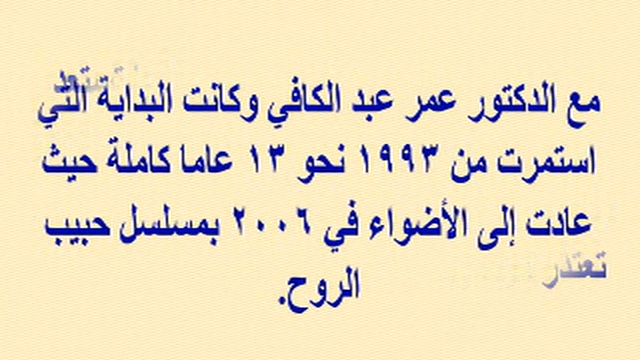 مع الدكتور عمر عبد الكافي وكانت البداية التي
استمرت من ١٩٩٣ نحو ١٣ عاما كاملة حيث
عادت إلى الأضواء في ٢٠٠٦ بمسلسل حبيب
تعتذر
الروح.